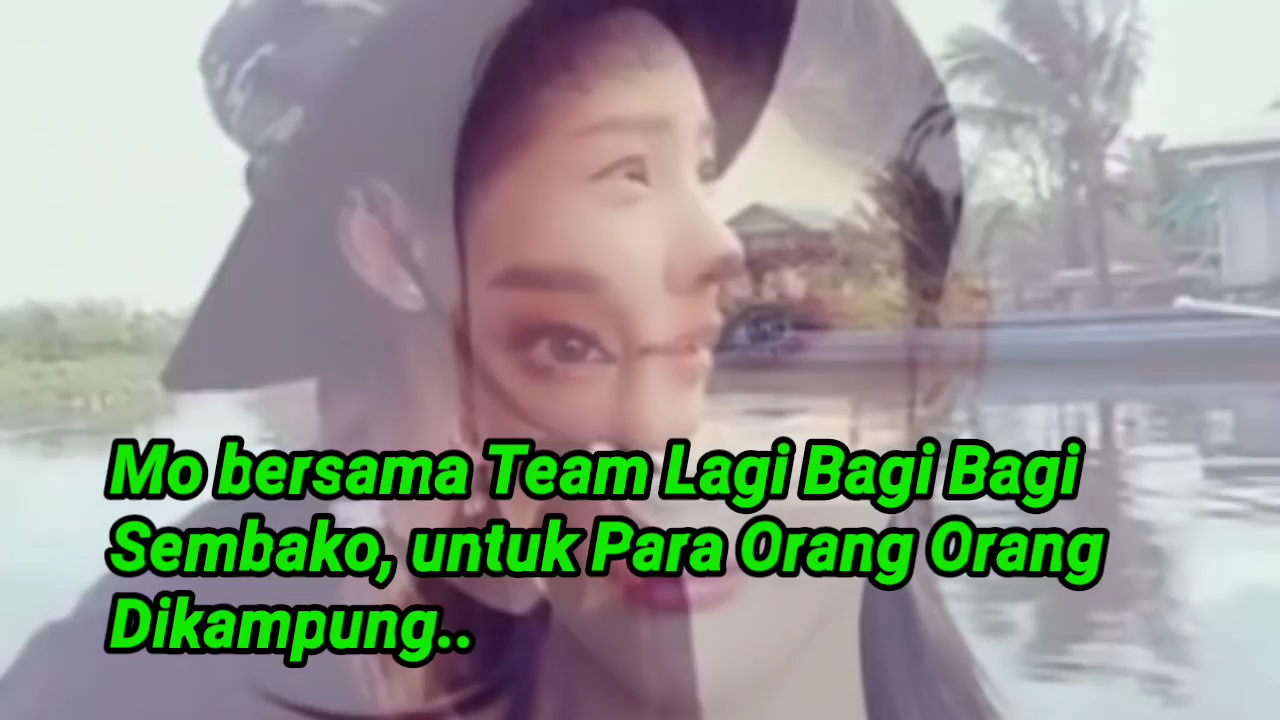 Mo bersama Team Lagi Bagi Bagi
Sembako, untuk Para Orang Orang
Dikampung..